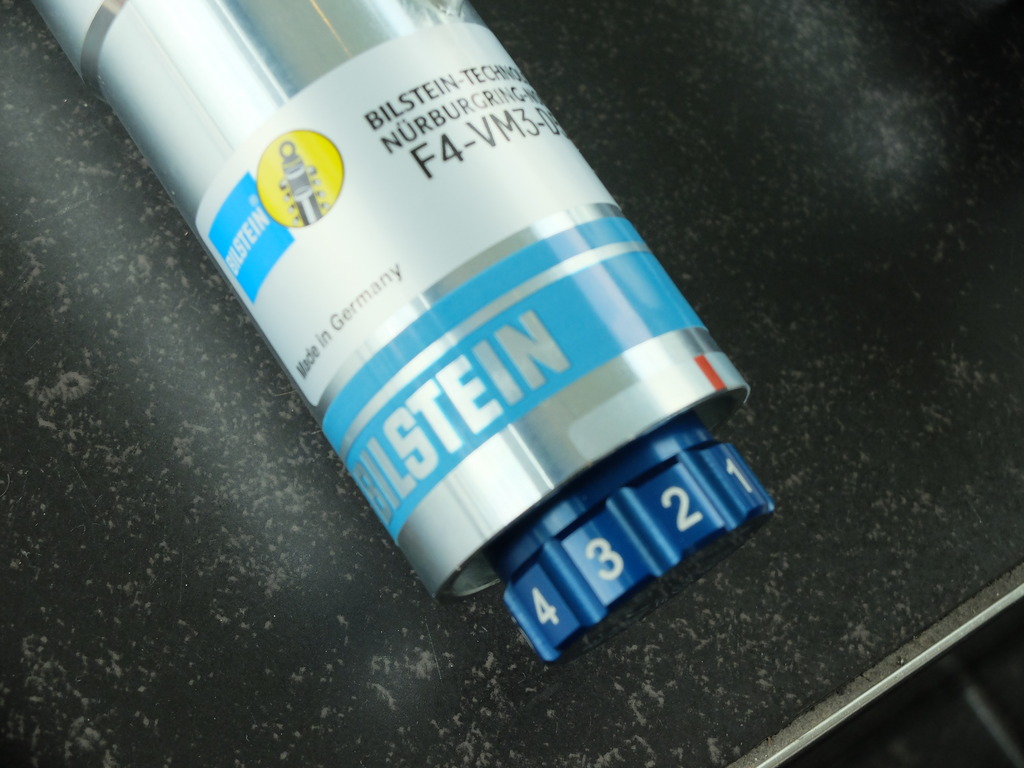 BILSTEIN-TECHNO
NÜRBURGRING-
F4-VM3-
BILSTEIN®
Made in Germany
BILSTEIN
1
2
3
4